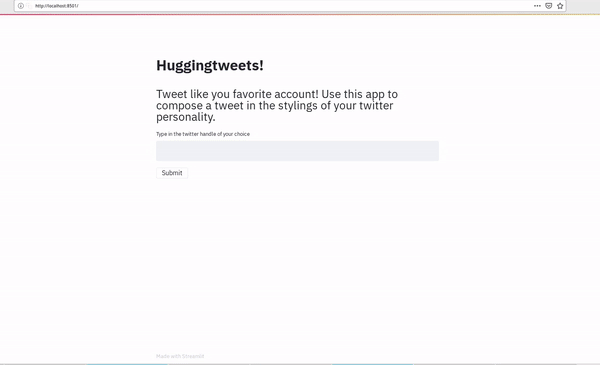 http://localhost:8501/
Huggingtweets!
Tweet like you favorite account! Use this app to
compose a tweet in the stylings of your twitter
personality.
Type in the twitter handle of your choice
Submit
Made with Streamlit